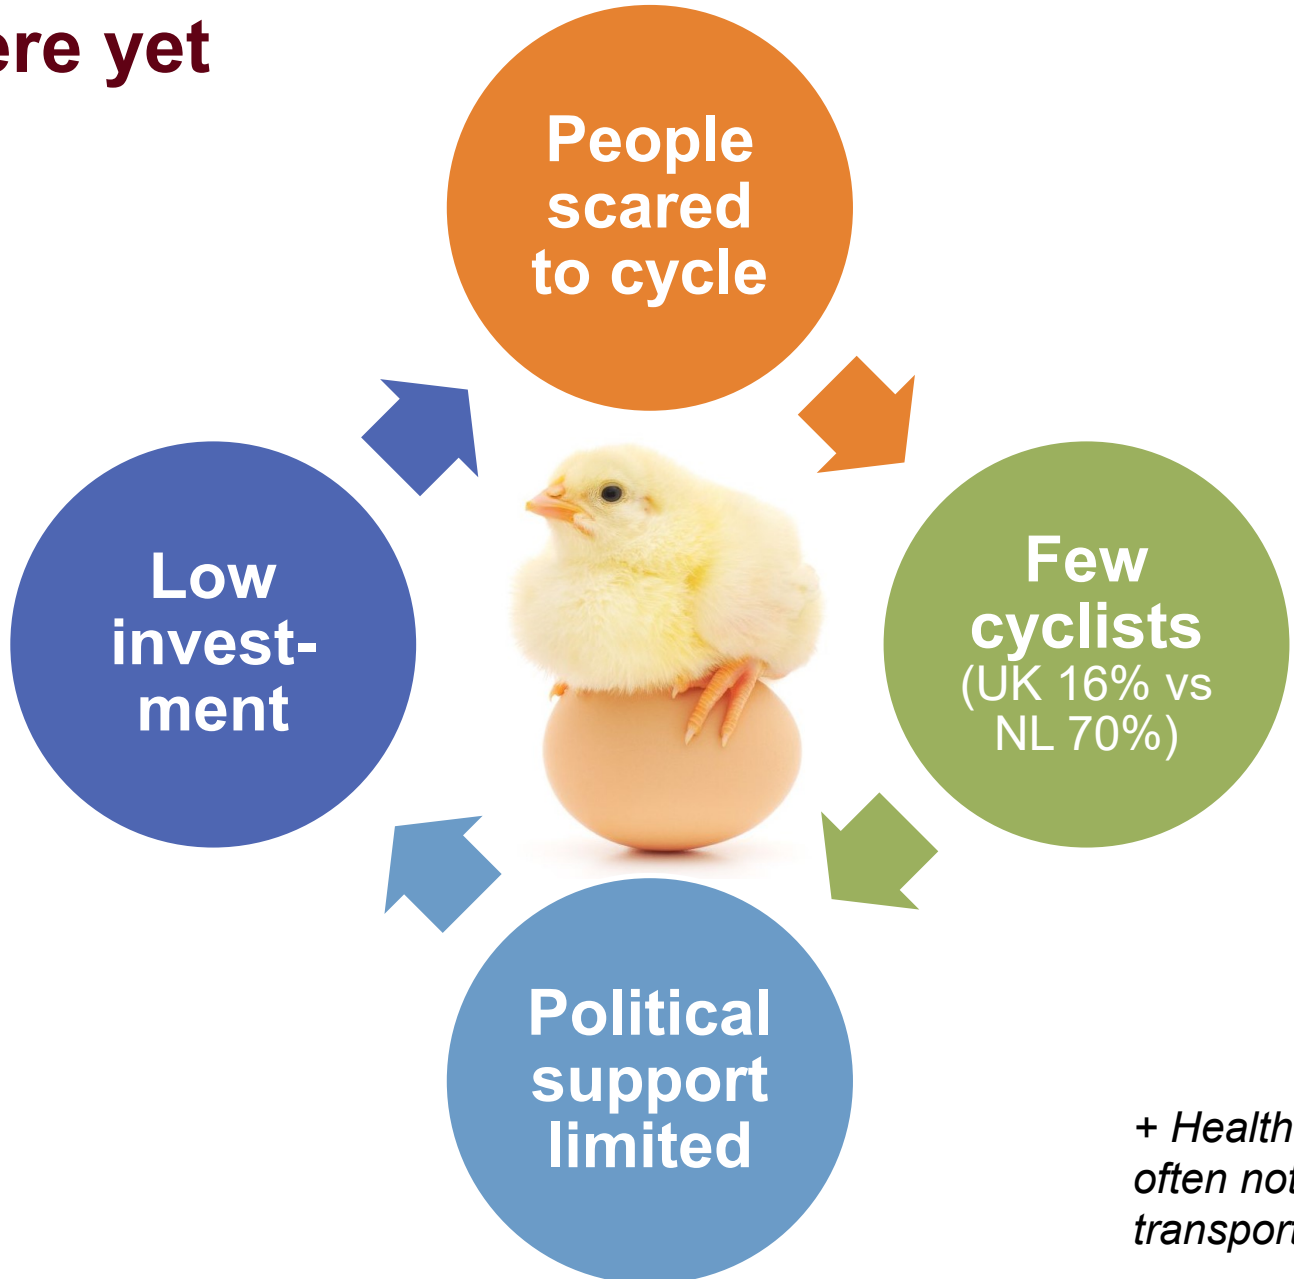 ere yet
People
scared
to cycle
Low
invest-
ment
Few
cyclists
(UK 16% vs
NL 70%)
Political
support
limited
+ Health
often not
transport